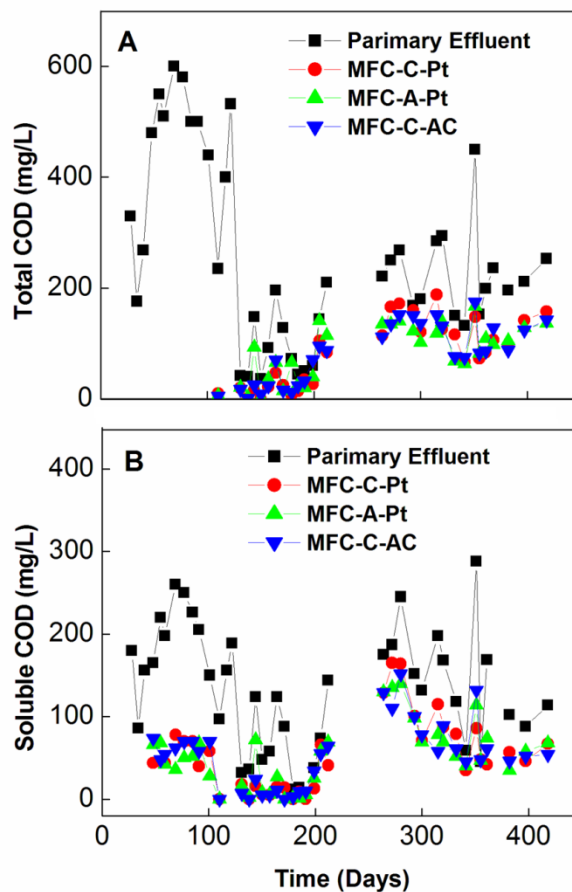 A
Parimary Effluent
MFC-C-Pt
MFC-A-Pt
MFC-C-AC
Total COD (mg/L)
600
400
200
0
B
Parimary Effluent
MFC-C-Pt
MFC-A-Pt
MFC-C-AC
Soluble COD (mg/L)
400
300
200
100
0
0 100 200 300 400
Time (Days)